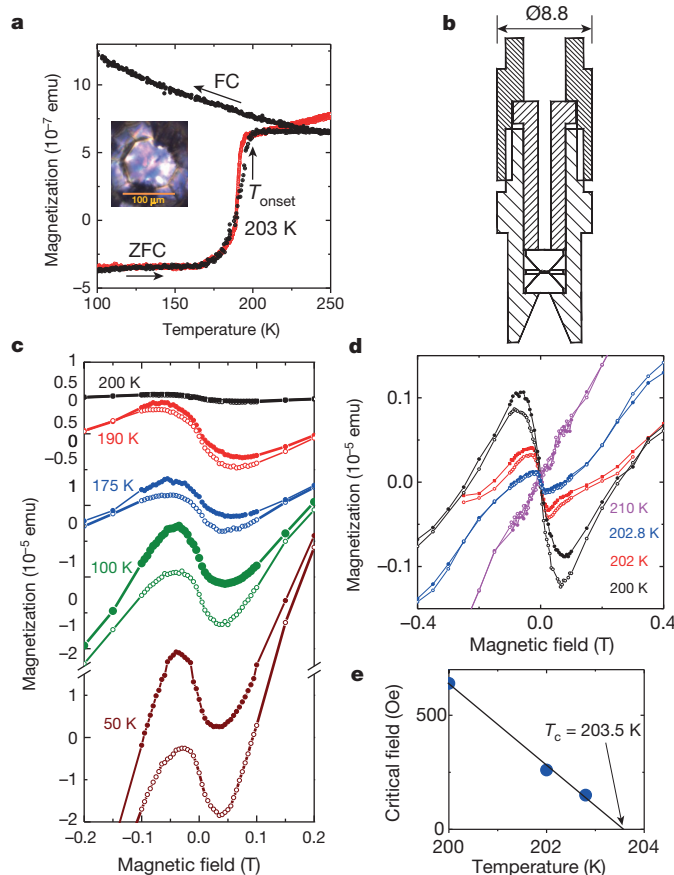 a
Magnetization (10⁻⁷ emu)
10
5
0
−5
FC
Tonset
203 K
100 μm
ZFC
100 150 200 250
Temperature (K)
b
Ø8.8
c
Magnetization (10⁻⁵ emu)
1
0.5
0
0.5
0
−0.5
1
0
1
0
−1
0
−1
−2
1
0
−1
−2
200 K
190 K
175 K
100 K
50 K
−0.2 −0.1 0.0 0.1 0.2
Magnetic field (T)
d
Magnetization (10⁻⁵ emu)
0.1
0.0
−0.1
210 K
202.8 K
202 K
200 K
−0.4 0.0 0.4
Magnetic field (T)
e
Critical field (Oe)
500
0
Tc = 203.5 K
200 202 204
Temperature (K)